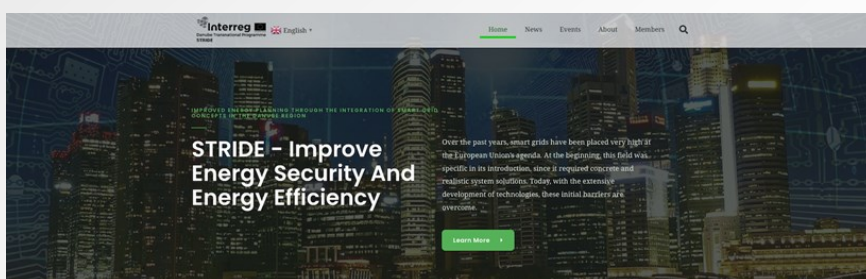 Interreg
Danube Transnational Programme
STRIDE
English
Home
News
Events
About
Members
IMPROVED ENERGY PLANNING THROUGH THE INTEGRATION OF SMART GRID
CONCEPTS IN THE DANUBE REGION
STRIDE – Improve
Energy Security And
Energy Efficiency
Over the past years, smart grids have been placed very high at
the European Union's agenda. At the beginning, this field was
specific in its introduction, since it required concrete and
realistic system solutions. Today, with the extensive
development of technologies, these initial barriers are
overcome.
Learn More